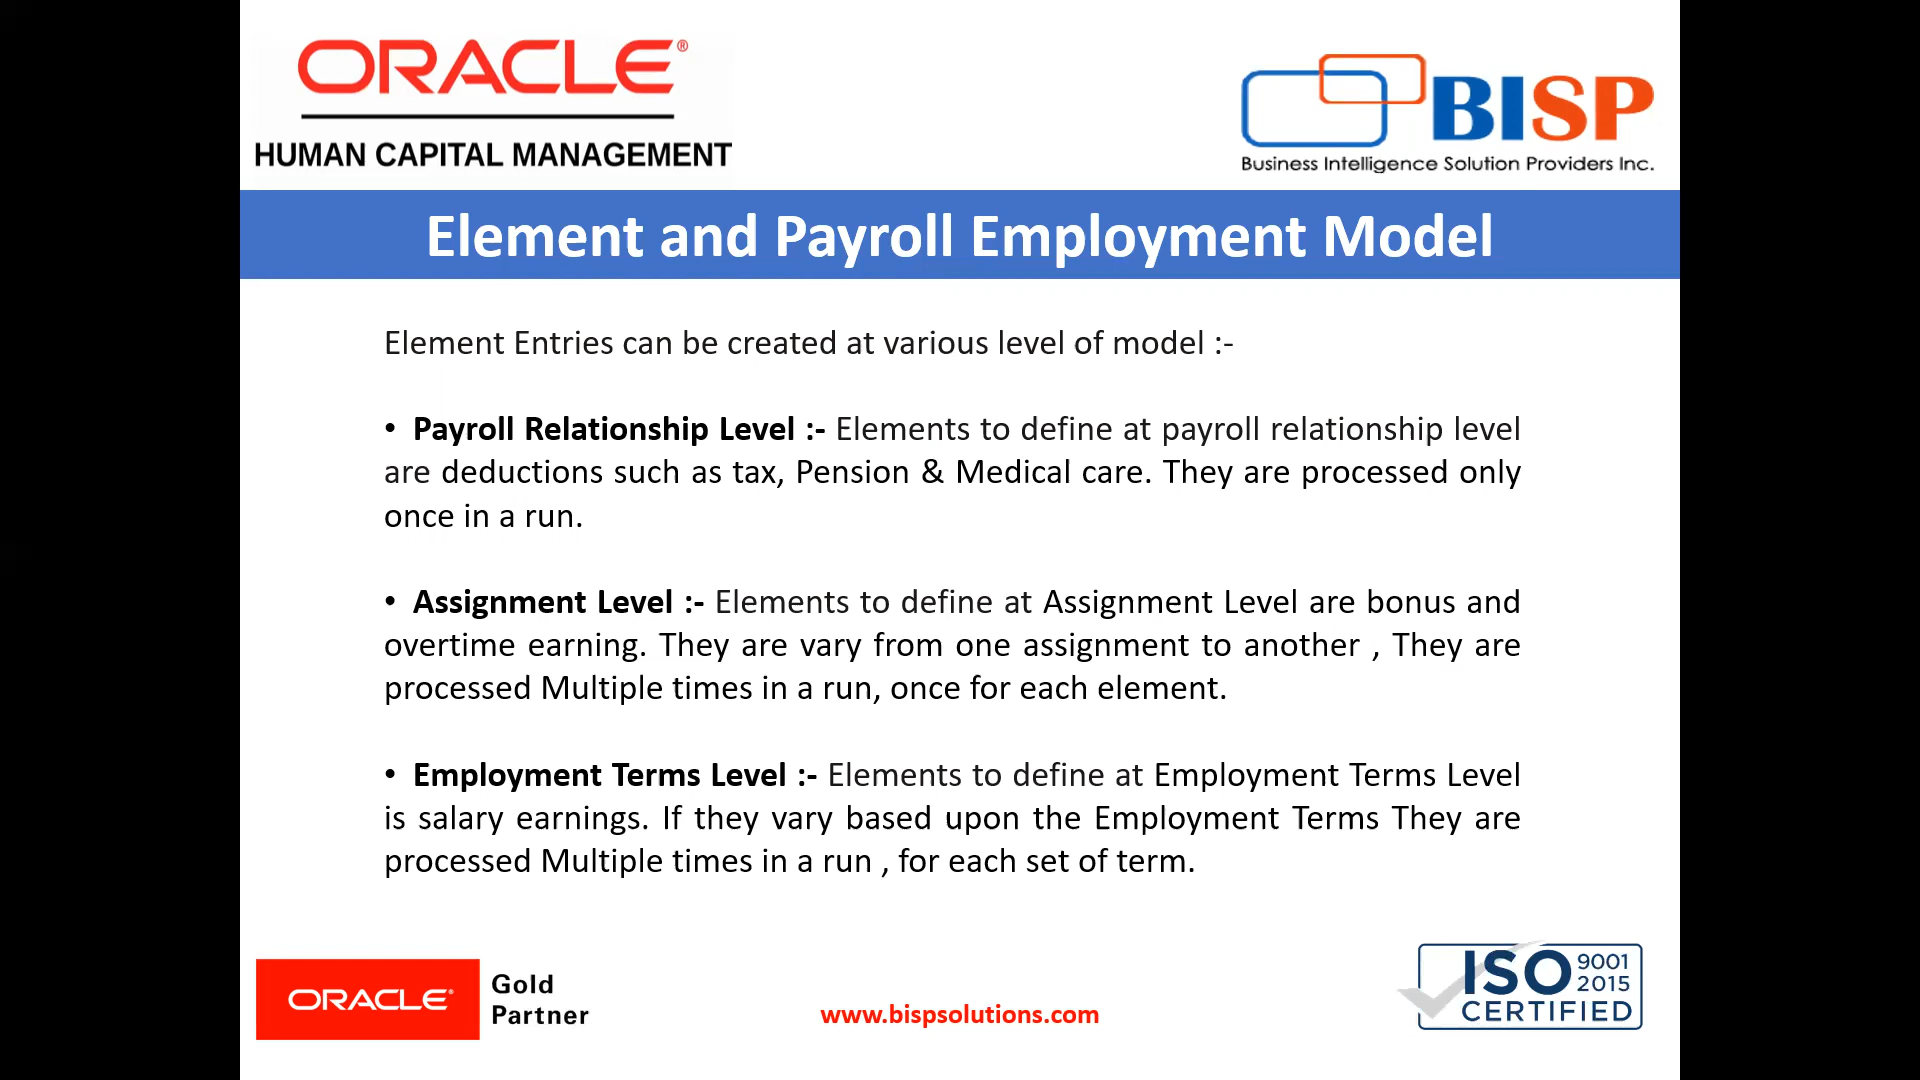 ORACLE®
HUMAN CAPITAL MANAGEMENT
BISP
Business Intelligence Solution Providers Inc.
Element and Payroll Employment Model
Element Entries can be created at various level of model :-
• Payroll Relationship Level :- Elements to define at payroll relationship level
are deductions such as tax, Pension & Medical care. They are processed only
once in a run.
• Assignment Level :- Elements to define at Assignment Level are bonus and
overtime earning. They are vary from one assignment to another , They are
processed Multiple times in a run, once for each element.
• Employment Terms Level :- Elements to define at Employment Terms Level
is salary earnings. If they vary based upon the Employment Terms They are
processed Multiple times in a run , for each set of term.
ORACLE®
Gold
Partner
www.bispsolutions.com
ISO 9001
2015
CERTIFIED